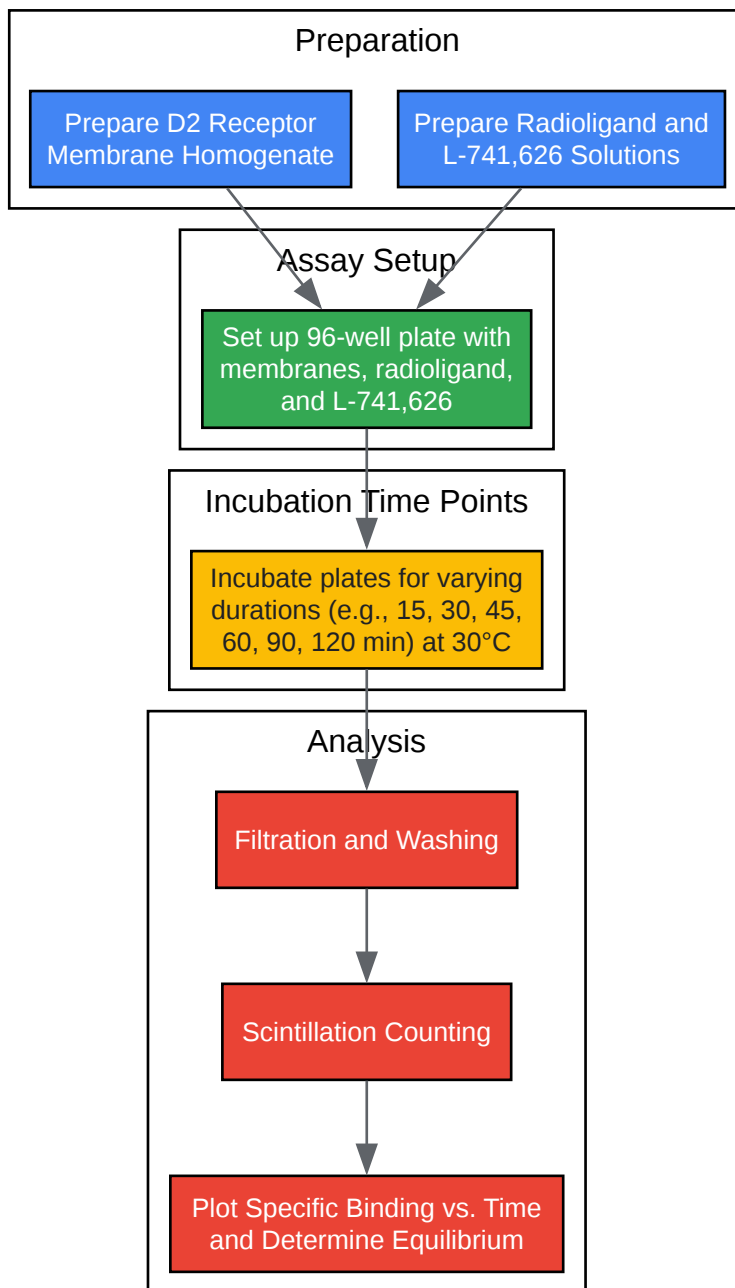 Preparation
Prepare D2 Receptor
Membrane Homogenate
Prepare Radioligand and
L-741,626 Solutions
Assay Setup
Set up 96-well plate with
membranes, radioligand,
and L-741,626
Incubation Time Points
Incubate plates for varying
durations (e.g., 15, 30, 45,
60, 90, 120 min) at 30°C
Analysis
Filtration and Washing
Scintillation Counting
Plot Specific Binding vs. Time
and Determine Equilibrium